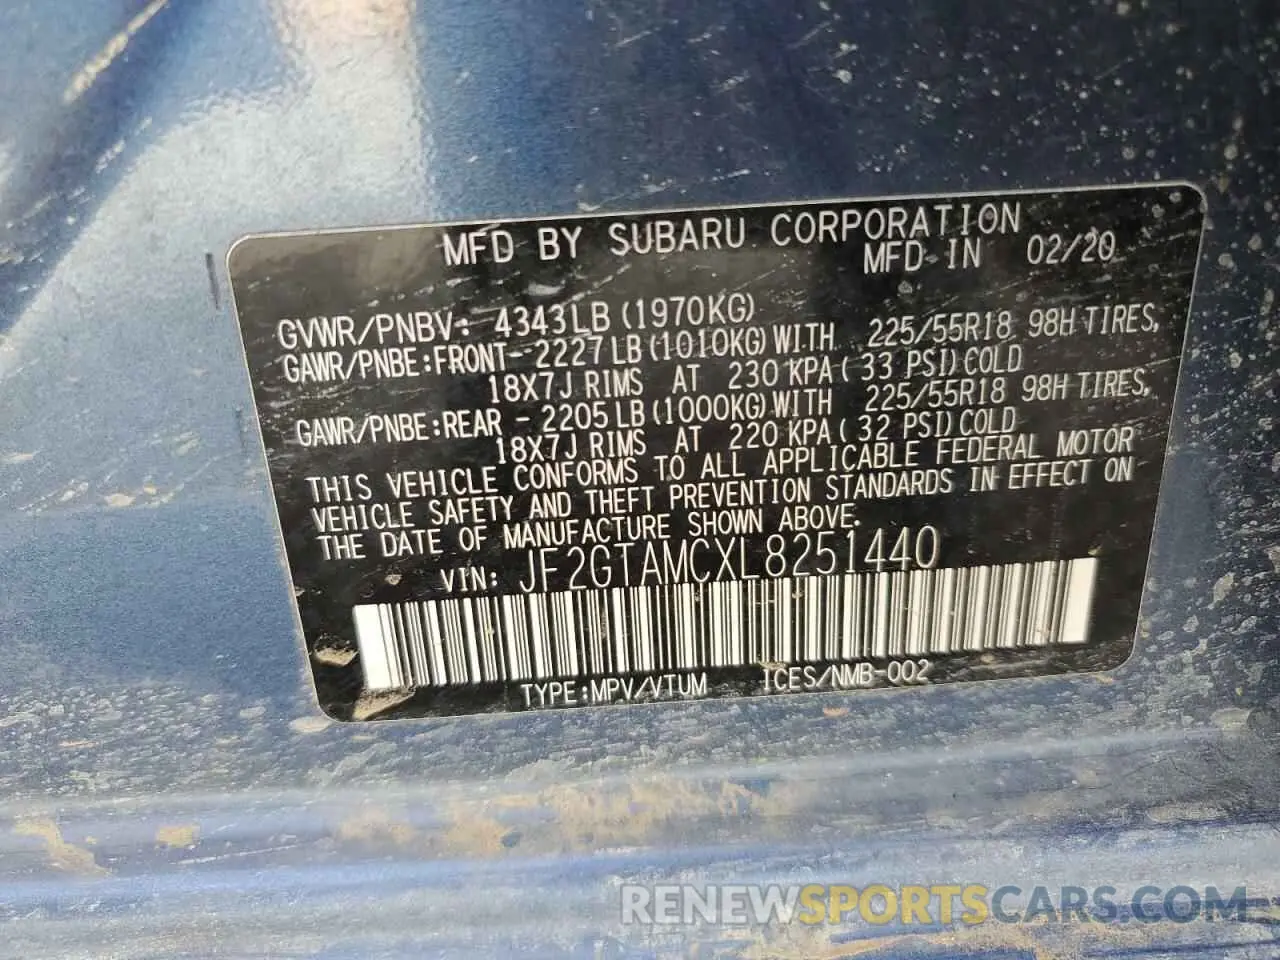 MFD BY SUBARU CORPORATION
MFD IN 02/20
GVWR/PNBV: 4343LB (1970KG)
GAWR/PNBE:FRONT- 2227 LB(1010KG)WITH 225/55R18 98H TIRES,
18X7J RIMS AT 230 KPA( 33 PSI)COLD
GAWR/PNBE:REAR - 2205 LB(1000KG)WITH 225/55R18 98H TIRES,
18X7J RIMS AT 220 KPA( 32 PSI)COLD
THIS VEHICLE CONFORMS TO ALL APPLICABLE FEDERAL MOTOR
VEHICLE SAFETY AND THEFT PREVENTION STANDARDS IN EFFECT ON
THE DATE OF MANUFACTURE SHOWN ABOVE.
VIN: JF2GTAMCXL8251440
TYPE:MPV/VTUM ICES/NMB-002
RENEWSPORTSCARS.COM